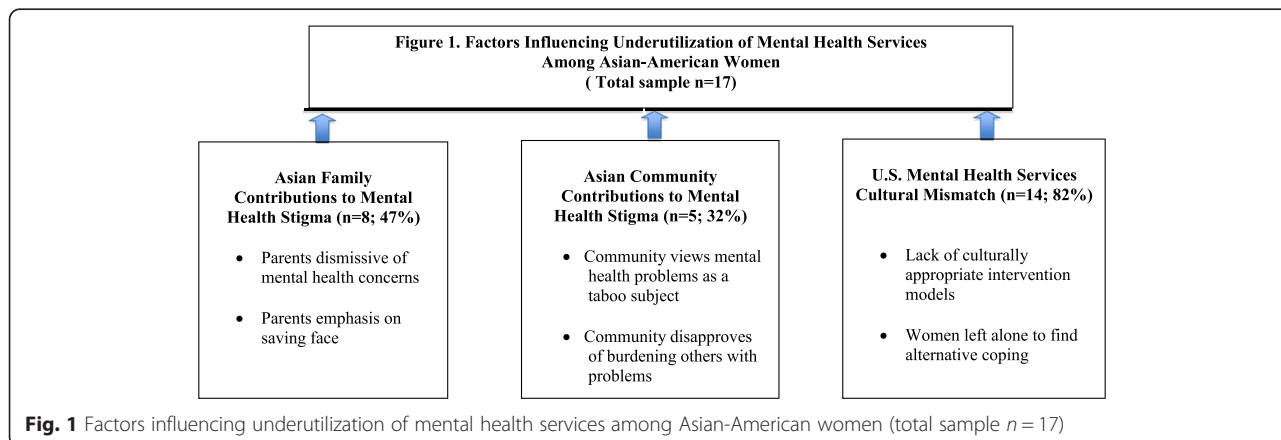 Figure 1. Factors Influencing Underutilization of Mental Health Services
Among Asian-American Women
( Total sample n=17)
Asian Family
Contributions to Mental
Health Stigma (n=8; 47%)
• Parents dismissive of
mental health concerns
• Parents emphasis on
saving face
Asian Community
Contributions to Mental
Health Stigma (n=5; 32%)
• Community views mental
health problems as a
taboo subject
• Community disapproves
of burdening others with
problems
U.S. Mental Health Services
Cultural Mismatch (n=14; 82%)
• Lack of culturally
appropriate intervention
models
• Women left alone to find
alternative coping
Fig. 1 Factors influencing underutilization of mental health services among Asian-American women (total sample n = 17)